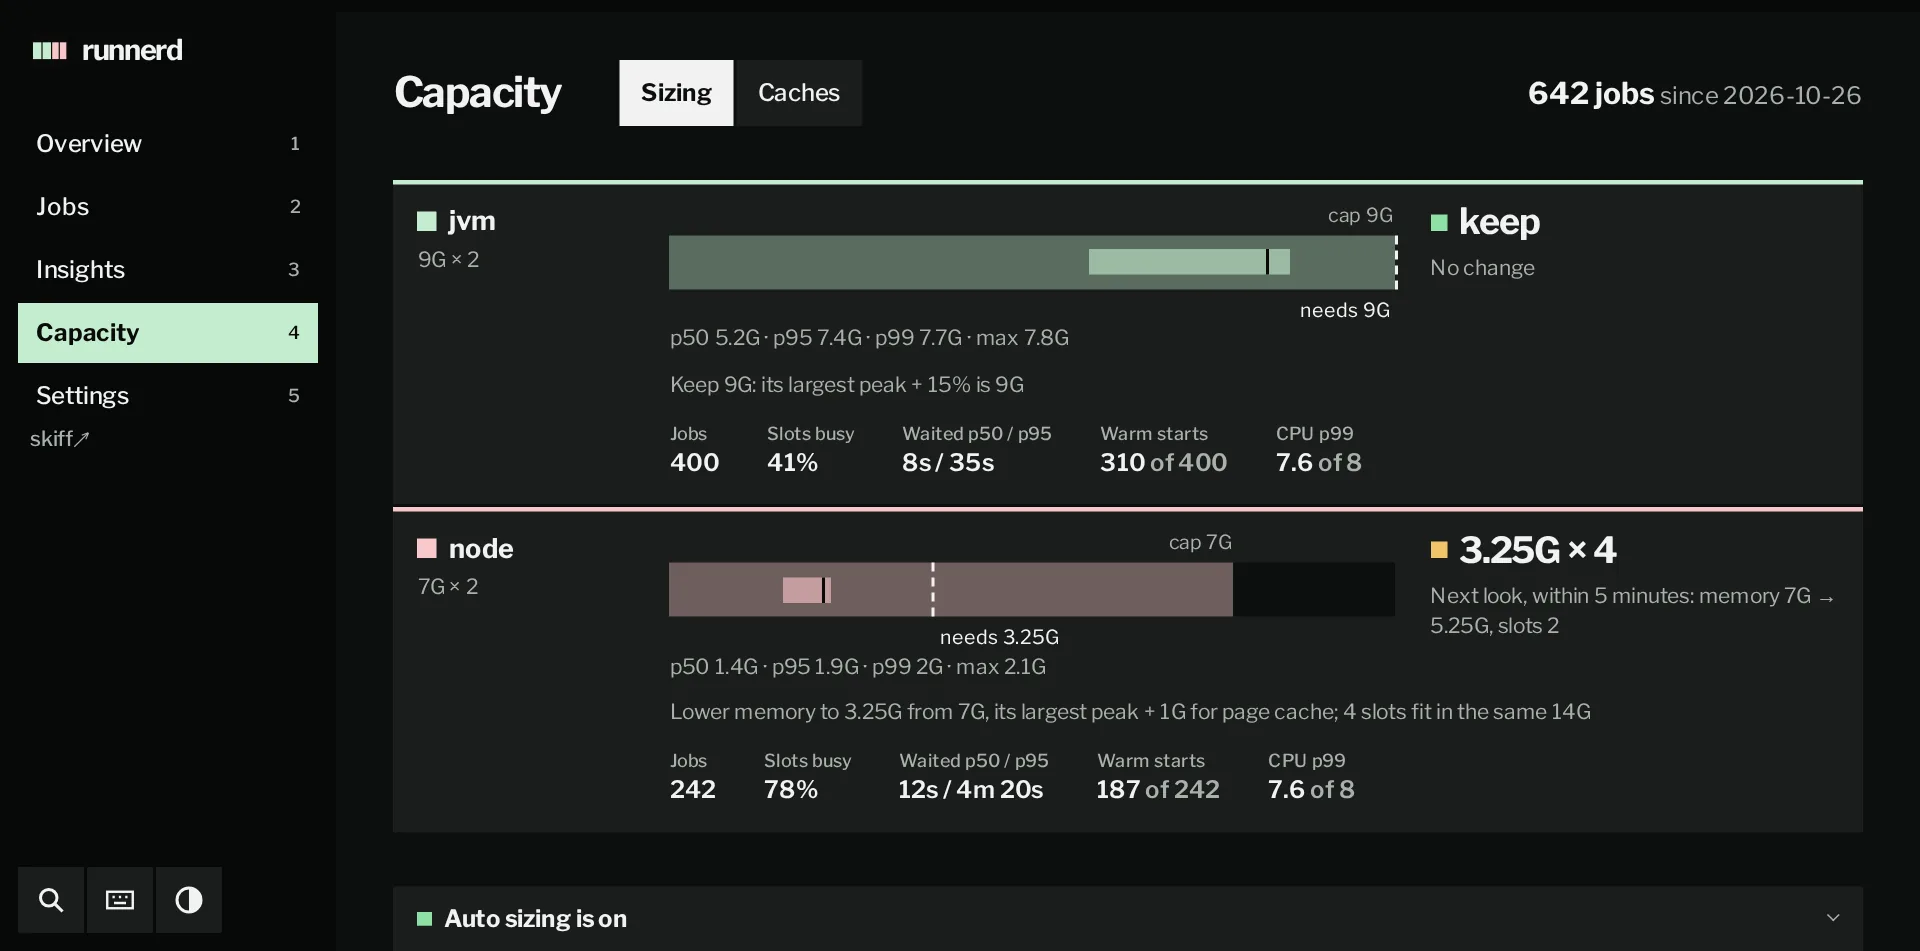 runnerd
Overview 1
Jobs 2
Insights 3
Capacity 4
Settings 5
skiff↗
Capacity
Sizing
Caches
642 jobs since 2026-10-26
jvm
9G × 2
cap 9G
needs 9G
p50 5.2G · p95 7.4G · p99 7.7G · max 7.8G
Keep 9G: its largest peak + 15% is 9G
Jobs Slots busy Waited p50 / p95 Warm starts CPU p99
400 41% 8s / 35s 310 of 400 7.6 of 8
keep
No change
node
7G × 2
cap 7G
needs 3.25G
p50 1.4G · p95 1.9G · p99 2G · max 2.1G
Lower memory to 3.25G from 7G, its largest peak + 1G for page cache; 4 slots fit in the same 14G
Jobs Slots busy Waited p50 / p95 Warm starts CPU p99
242 78% 12s / 4m 20s 187 of 242 7.6 of 8
3.25G × 4
Next look, within 5 minutes: memory 7G →
5.25G, slots 2
Auto sizing is on